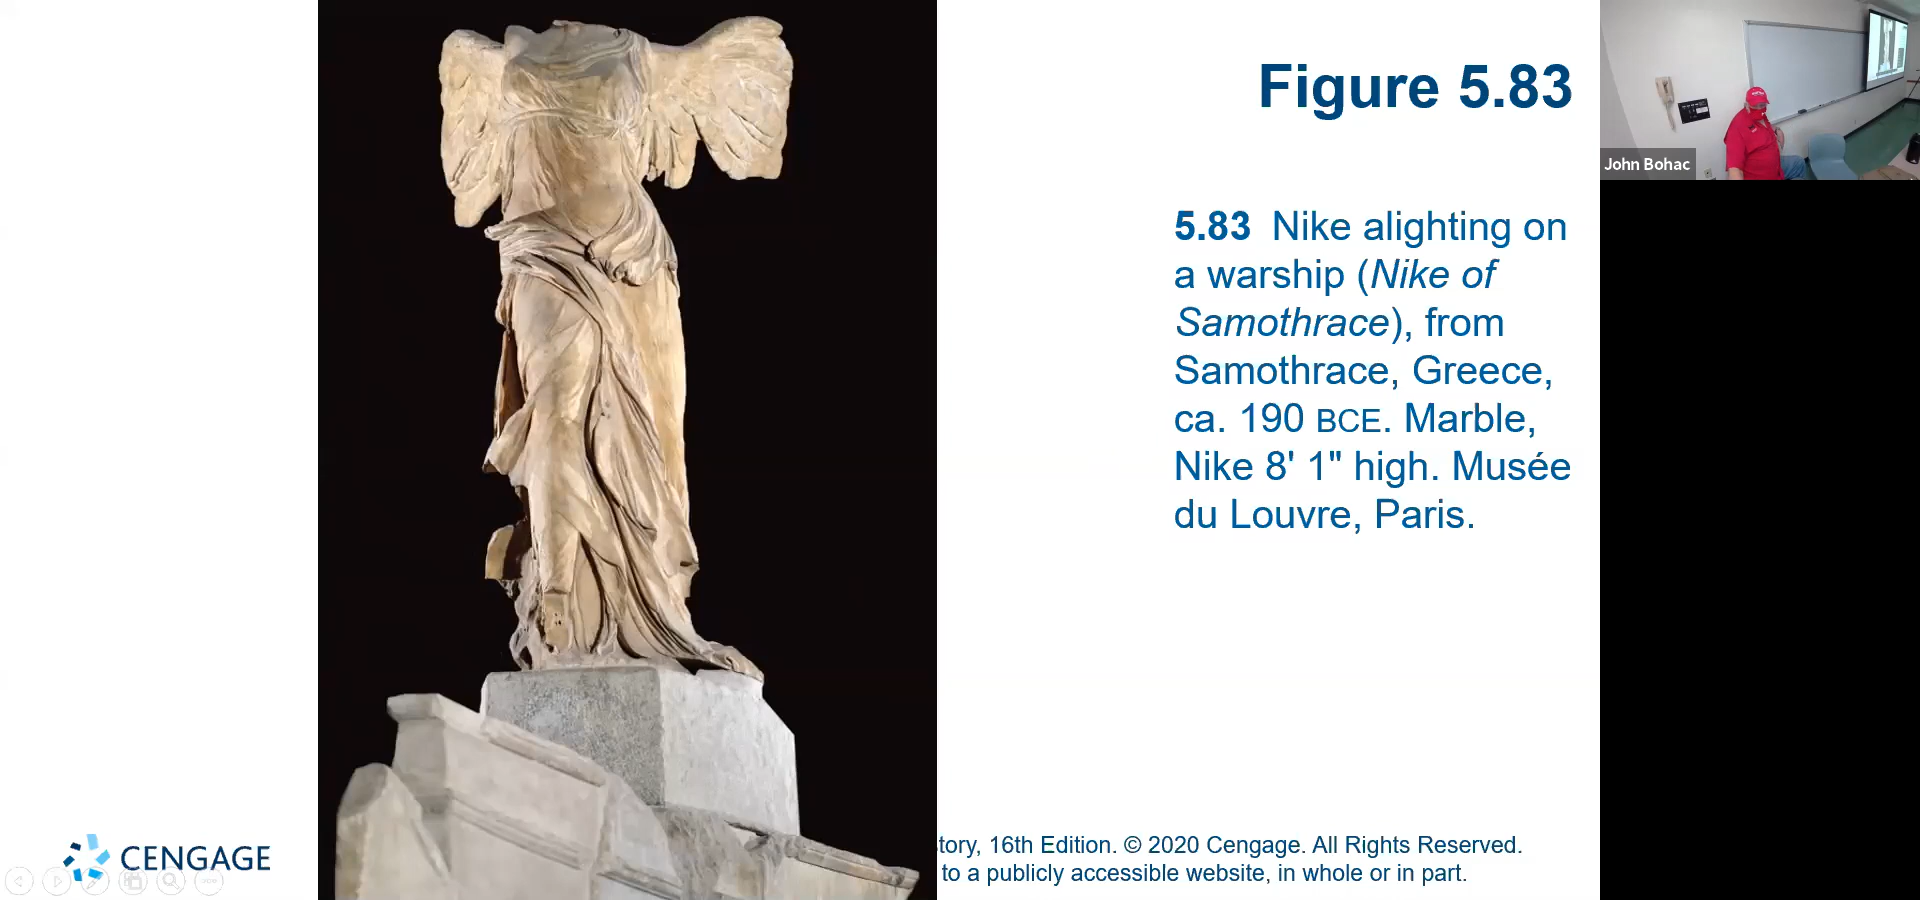 Figure 5.83
5.83 Nike alighting on
a warship (Nike of
Samothrace), from
Samothrace, Greece,
ca. 190 BCE. Marble,
Nike 8' 1" high. Musée
du Louvre, Paris.
CENGAGE
tory, 16th Edition. © 2020 Cengage. All Rights Reserved.
to a publicly accessible website, in whole or in part.
John Bohac